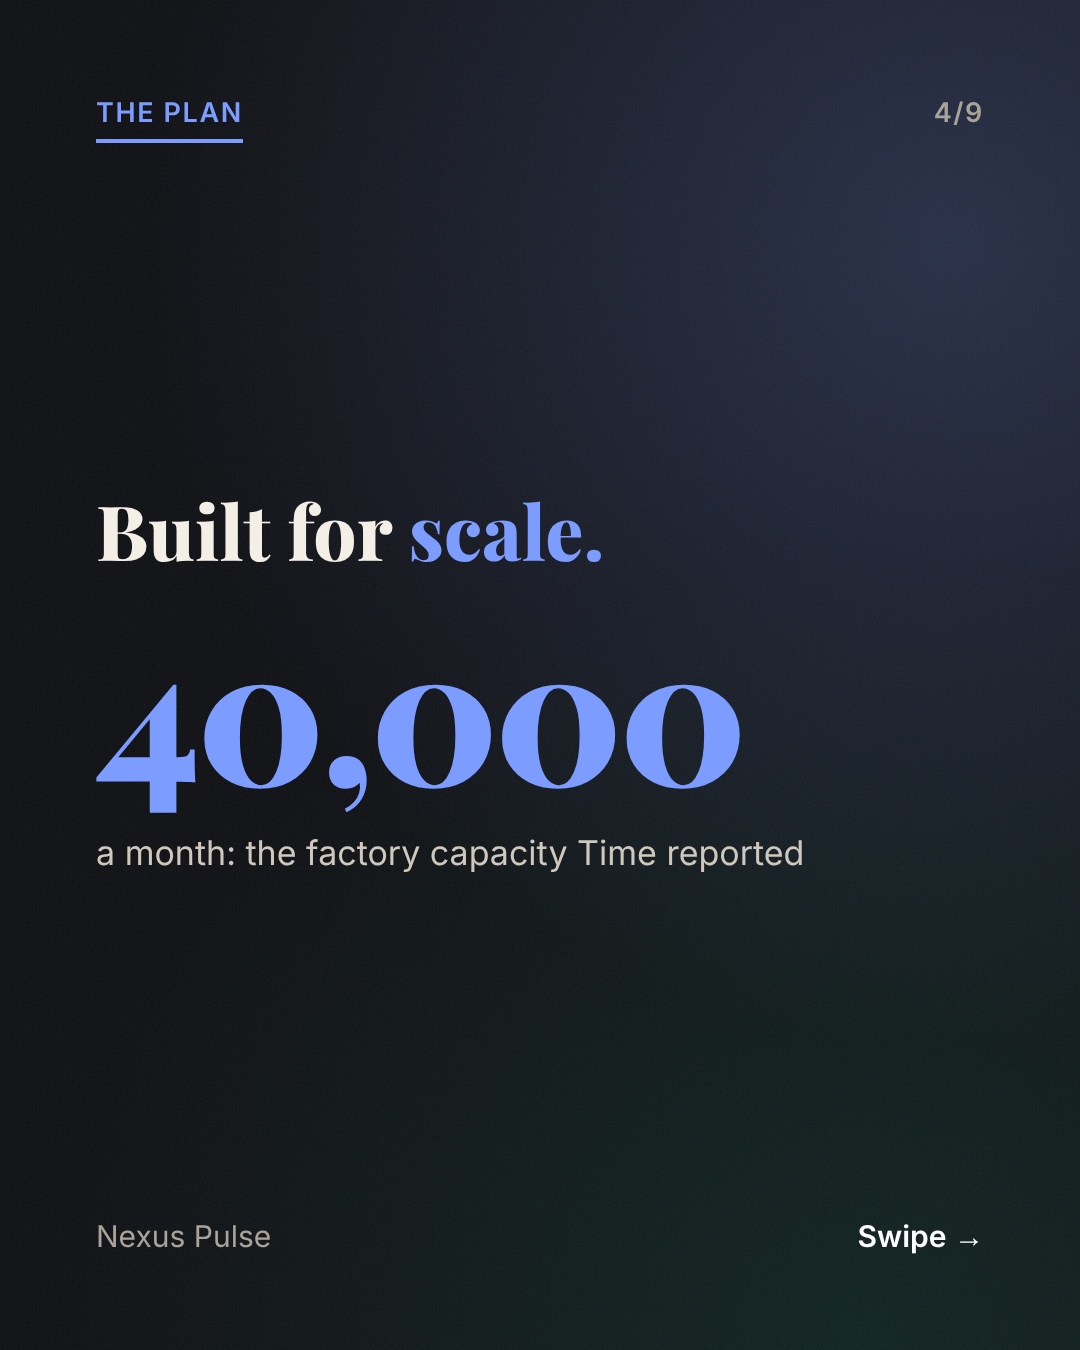 THE PLAN
4/9
Built for scale.
40,000
a month: the factory capacity Time reported
Nexus Pulse
Swipe →